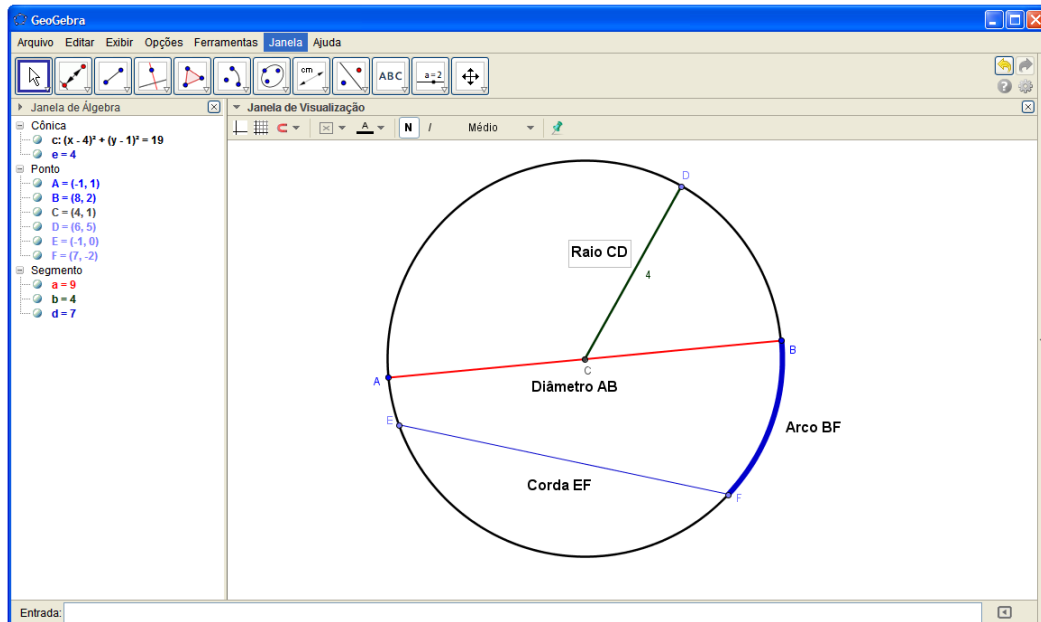 GeoGebra
Arquivo Editar Exibir Opções Ferramentas Janela Ajuda
cm
ABC
a=2
Janela de Álgebra
Janela de Visualização
A
N I Médio
Cônica
c: (x - 4)² + (y - 1)² = 19
e = 4
Ponto
A = (-1, 1)
B = (8, 2)
C = (4, 1)
D = (6, 5)
E = (-1, 0)
F = (7, -2)
Segmento
a = 9
b = 4
d = 7
D
Raio CD
4
B
C
A
Diâmetro AB
E
Arco BF
Corda EF
F
Entrada: